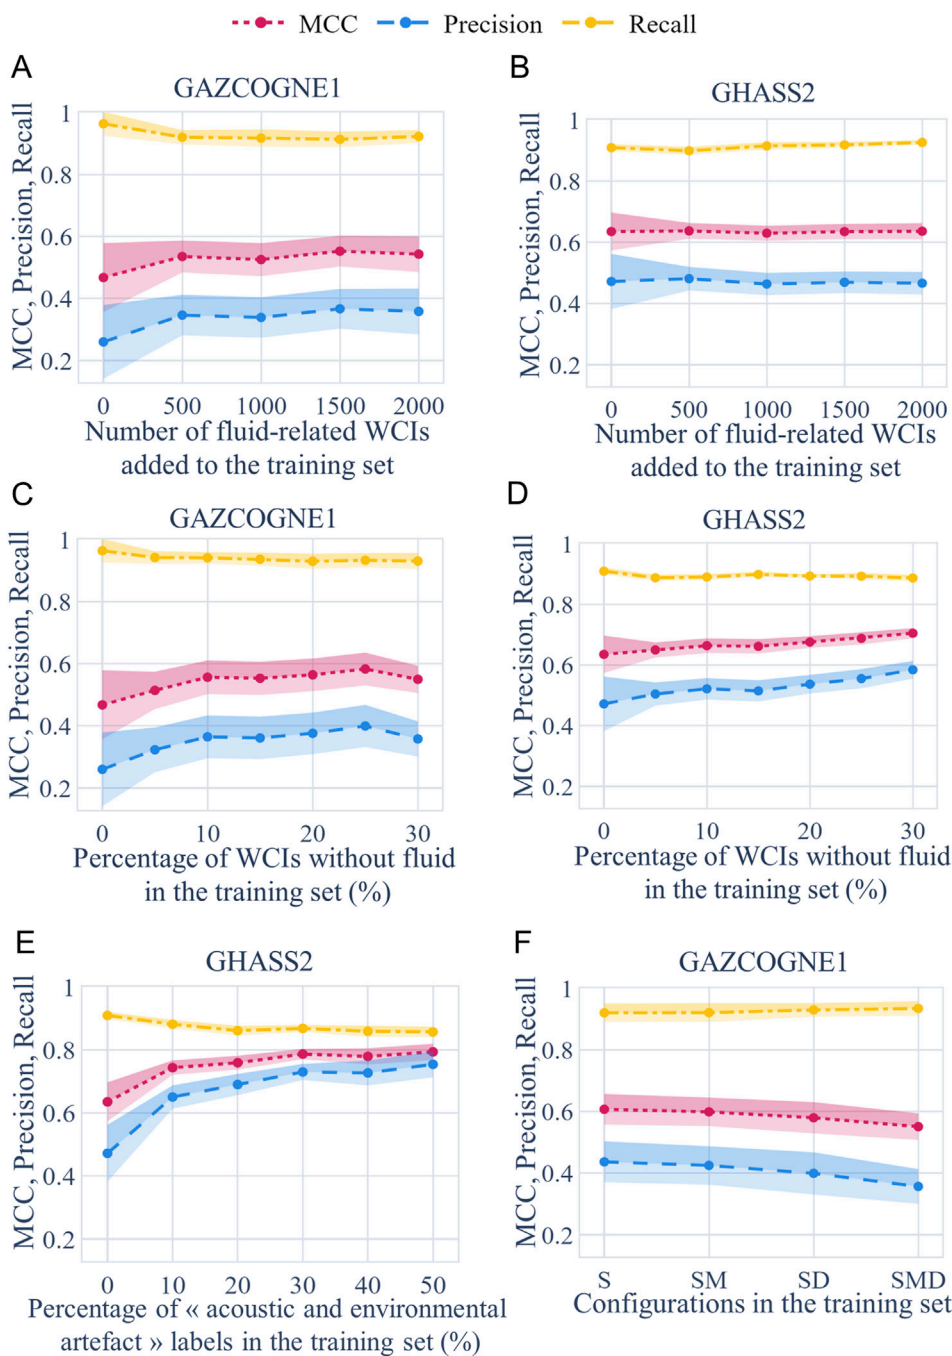 MCC Precision Recall
A
GAZCOGNE1
MCC, Precision, Recall
1
0.8
0.6
0.4
0.2
0 500 1000 1500 2000
Number of fluid-related WCIs
added to the training set
B
GHASS2
MCC, Precision, Recall
1
0.8
0.6
0.4
0.2
0 500 1000 1500 2000
Number of fluid-related WCIs
added to the training set
C
GAZCOGNE1
MCC, Precision, Recall
1
0.8
0.6
0.4
0.2
0 10 20 30
Percentage of WCIs without fluid
in the training set (%)
D
GHASS2
MCC, Precision, Recall
1
0.8
0.6
0.4
0.2
0 10 20 30
Percentage of WCIs without fluid
in the training set (%)
E
GHASS2
MCC, Precision, Recall
1
0.8
0.6
0.4
0.2
0 10 20 30 40 50
Percentage of « acoustic and environmental
artefact » labels in the training set (%)
F
GAZCOGNE1
MCC, Precision, Recall
1
0.8
0.6
0.4
0.2
S SM SD SMD
Configurations in the training set